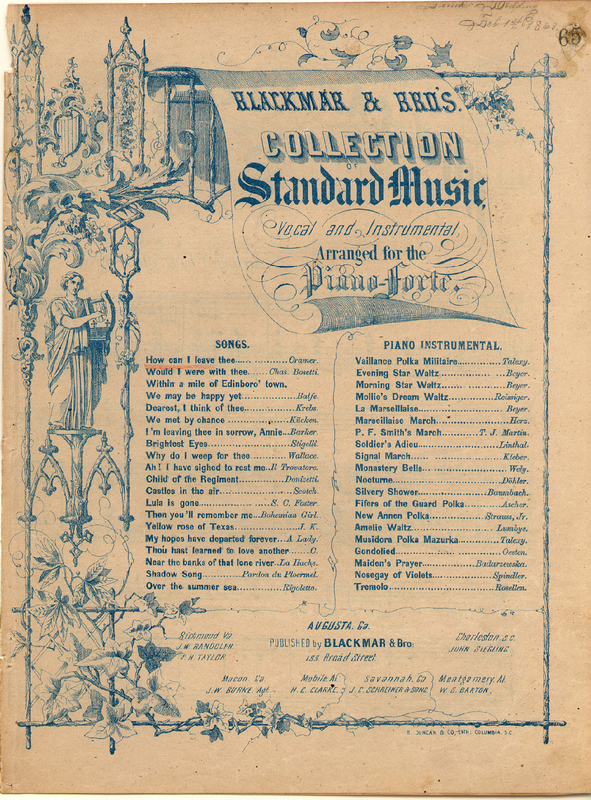 65
BLACKMAR & BRO'S.
COLLECTION
OF
Standard Music,
Vocal and Instrumental,
Arranged for the
Piano-Forte.
SONGS.
How can I leave thee.............Cramer.
Would I were with thee.....Chas. Bosetti.
Within a mile of Edinboro' town.
We may be happy yet.............Balfe.
Dearest, I think of thee............Krebs.
We met by chance................Kücken.
I'm leaving thee in sorrow, Annie..Barker.
Brightest Eyes....................Stigelli.
Why do I weep for thee........Wallace.
Ah! I have sighed to rest me..Il Trovatore.
Child of the Regiment..........Donizetti.
Castles in the air.................Scotch.
Lula is gone................S. C. Foster.
Then you'll remember me..Bohemian Girl.
Yellow rose of Texas.............J. K.
My hopes have departed forever..A Lady.
Thou hast learned to love another.....C.
Near the banks of that lone river..La Hache.
Shadow Song.........Pardon du Ploermel.
Over the summer sea..........Rigoletto.
PIANO INSTRUMENTAL.
Vaillance Polka Militaire..........Talexy.
Evening Star Waltz................Beyer.
Morning Star Waltz................Beyer.
Mollie's Dream Waltz...........Reissiger.
La Marseillaise....................Beyer.
Marseillaise March................Herz.
P. F. Smith's March.........T. J. Martin.
Soldier's Adieu..................Linthal.
Signal March.....................Kleber.
Monastery Bells...................Wely.
Nocturne.........................Döhler.
Silvery Shower................Baumbach.
Fifers of the Guard Polka..........Ascher.
New Annen Polka............Strauss, Jr.
Amelie Waltz....................Lumbye.
Musidora Polka Mazurka..........Talexy.
Gondolied.......................Oesten.
Maiden's Prayer............Badarzewska.
Nosegay of Violets..............Spindler.
Tremolo........................Rosellen.
AUGUSTA, Ga.
PUBLISHED by BLACKMAR & Bro.
199 Broad Street.
Richmond Va
J. W. RANDOLPH.
P. H. TAYLOR.
Charleston. S.C.
JOHN SIEGLING
Macon. Ga
J. W. BURKE Agt.
Mobile. Al.
H. C. CLARKE.
Savannah. Ga
J. C. SCHREINER & SONS
Montgomery. Al.
W. S. BARTON.
B. DUNCAN & CO, LITH: COLUMBIA, S.C.